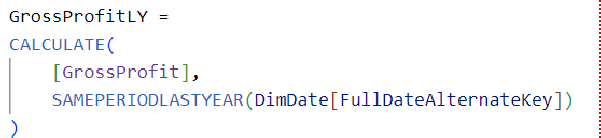 GrossProfitLY =
CALCULATE(
[GrossProfit],
SAMEPERIODLASTYEAR(DimDate[FullDateAlternateKey])
)